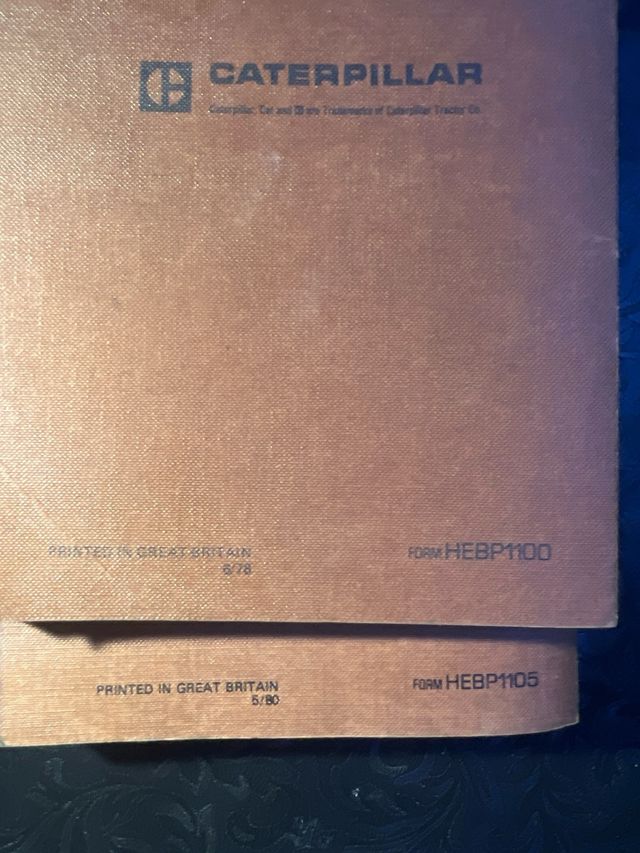 CATERPILLAR
Caterpillar, Cat and C are Trademarks of Caterpillar Tractor Co.
PRINTED IN GREAT BRITAIN
6/78
FORM HEBP1100
PRINTED IN GREAT BRITAIN
5/80
FORM HEBP1105